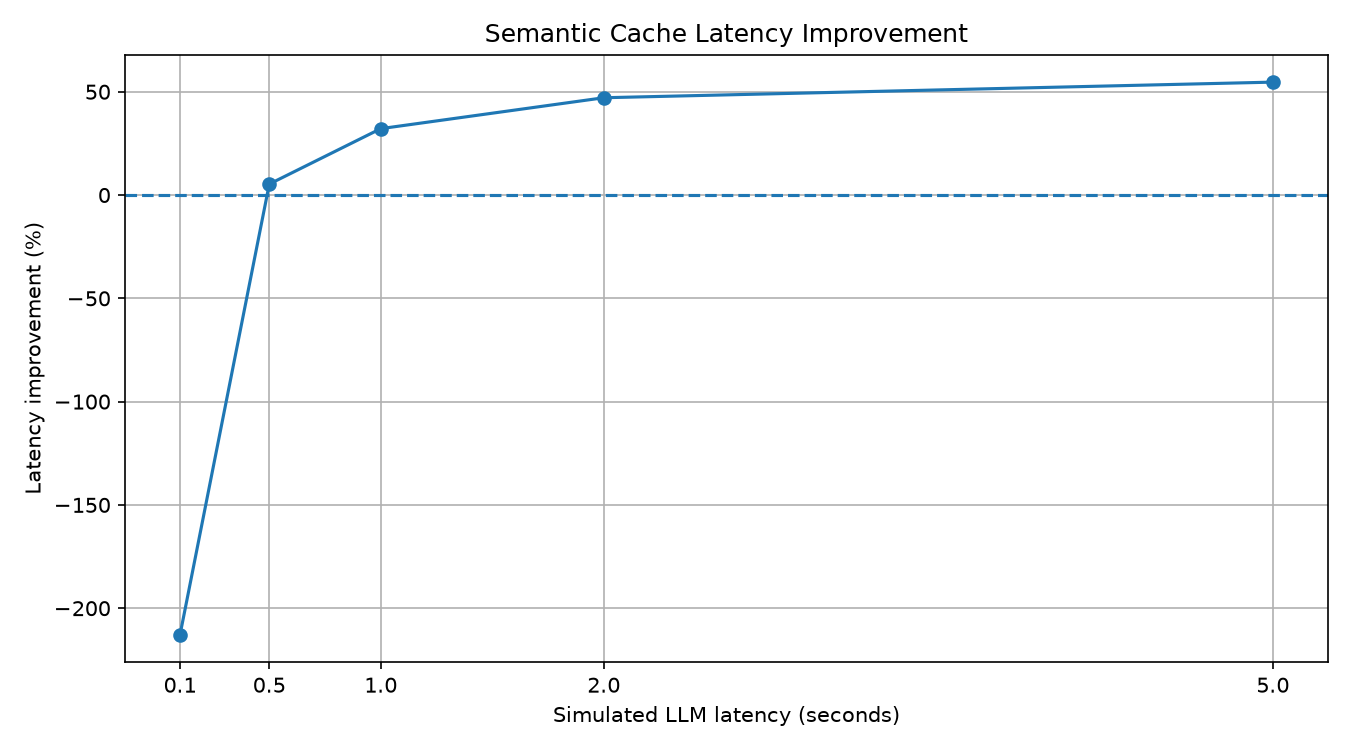 Semantic Cache Latency Improvement
Latency improvement (%)
50
0
−50
−100
−150
−200
0.1 0.5 1.0 2.0 5.0
Simulated LLM latency (seconds)